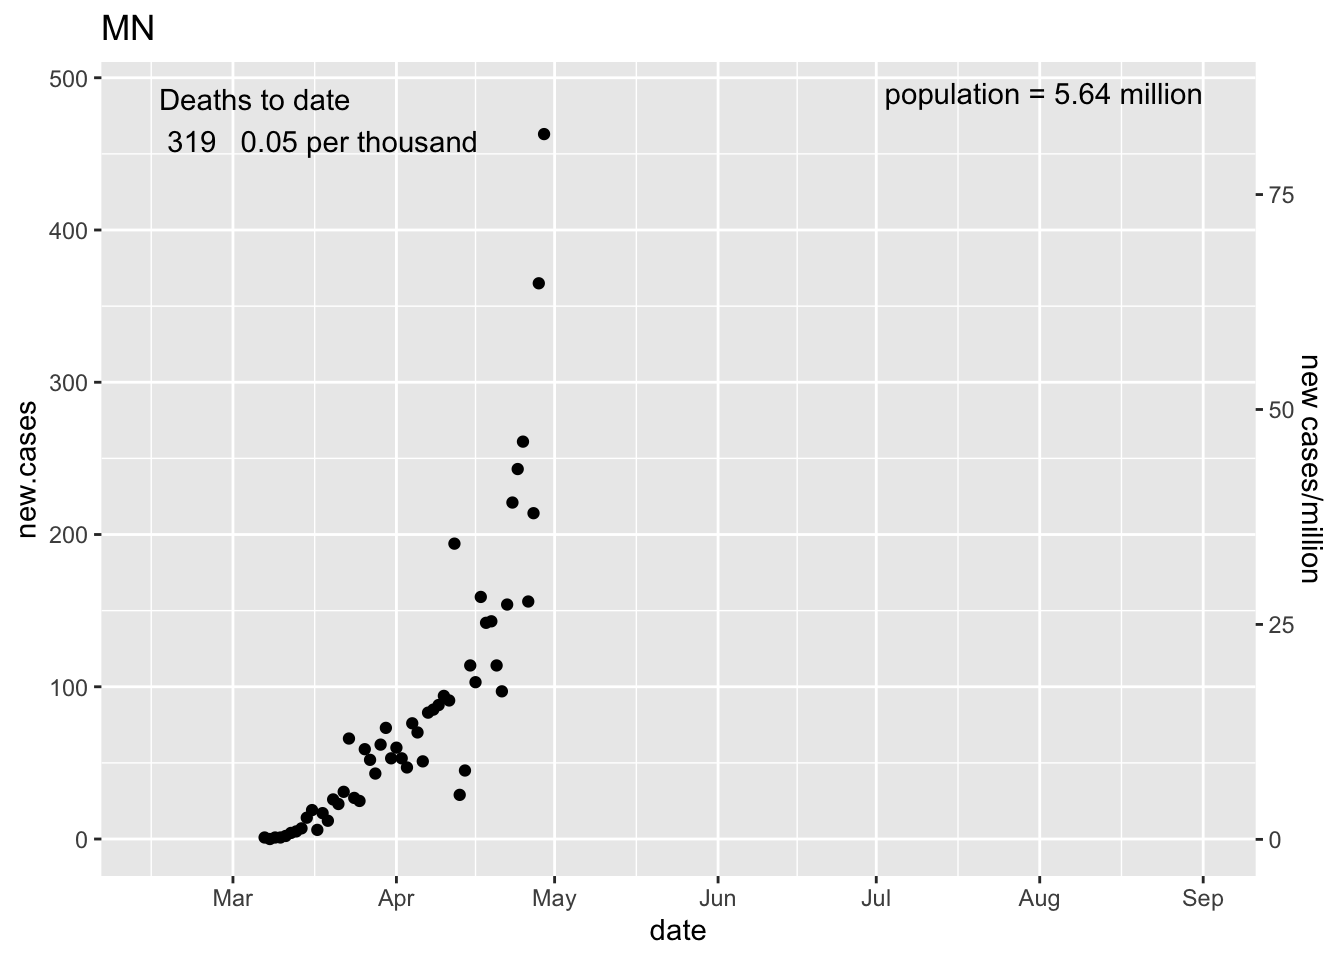 MN
Deaths to date
319 0.05 per thousand
population = 5.64 million
500
400
300
200
100
0
new.cases
75
50
25
0
new cases/million
Mar Apr May Jun Jul Aug Sep
date